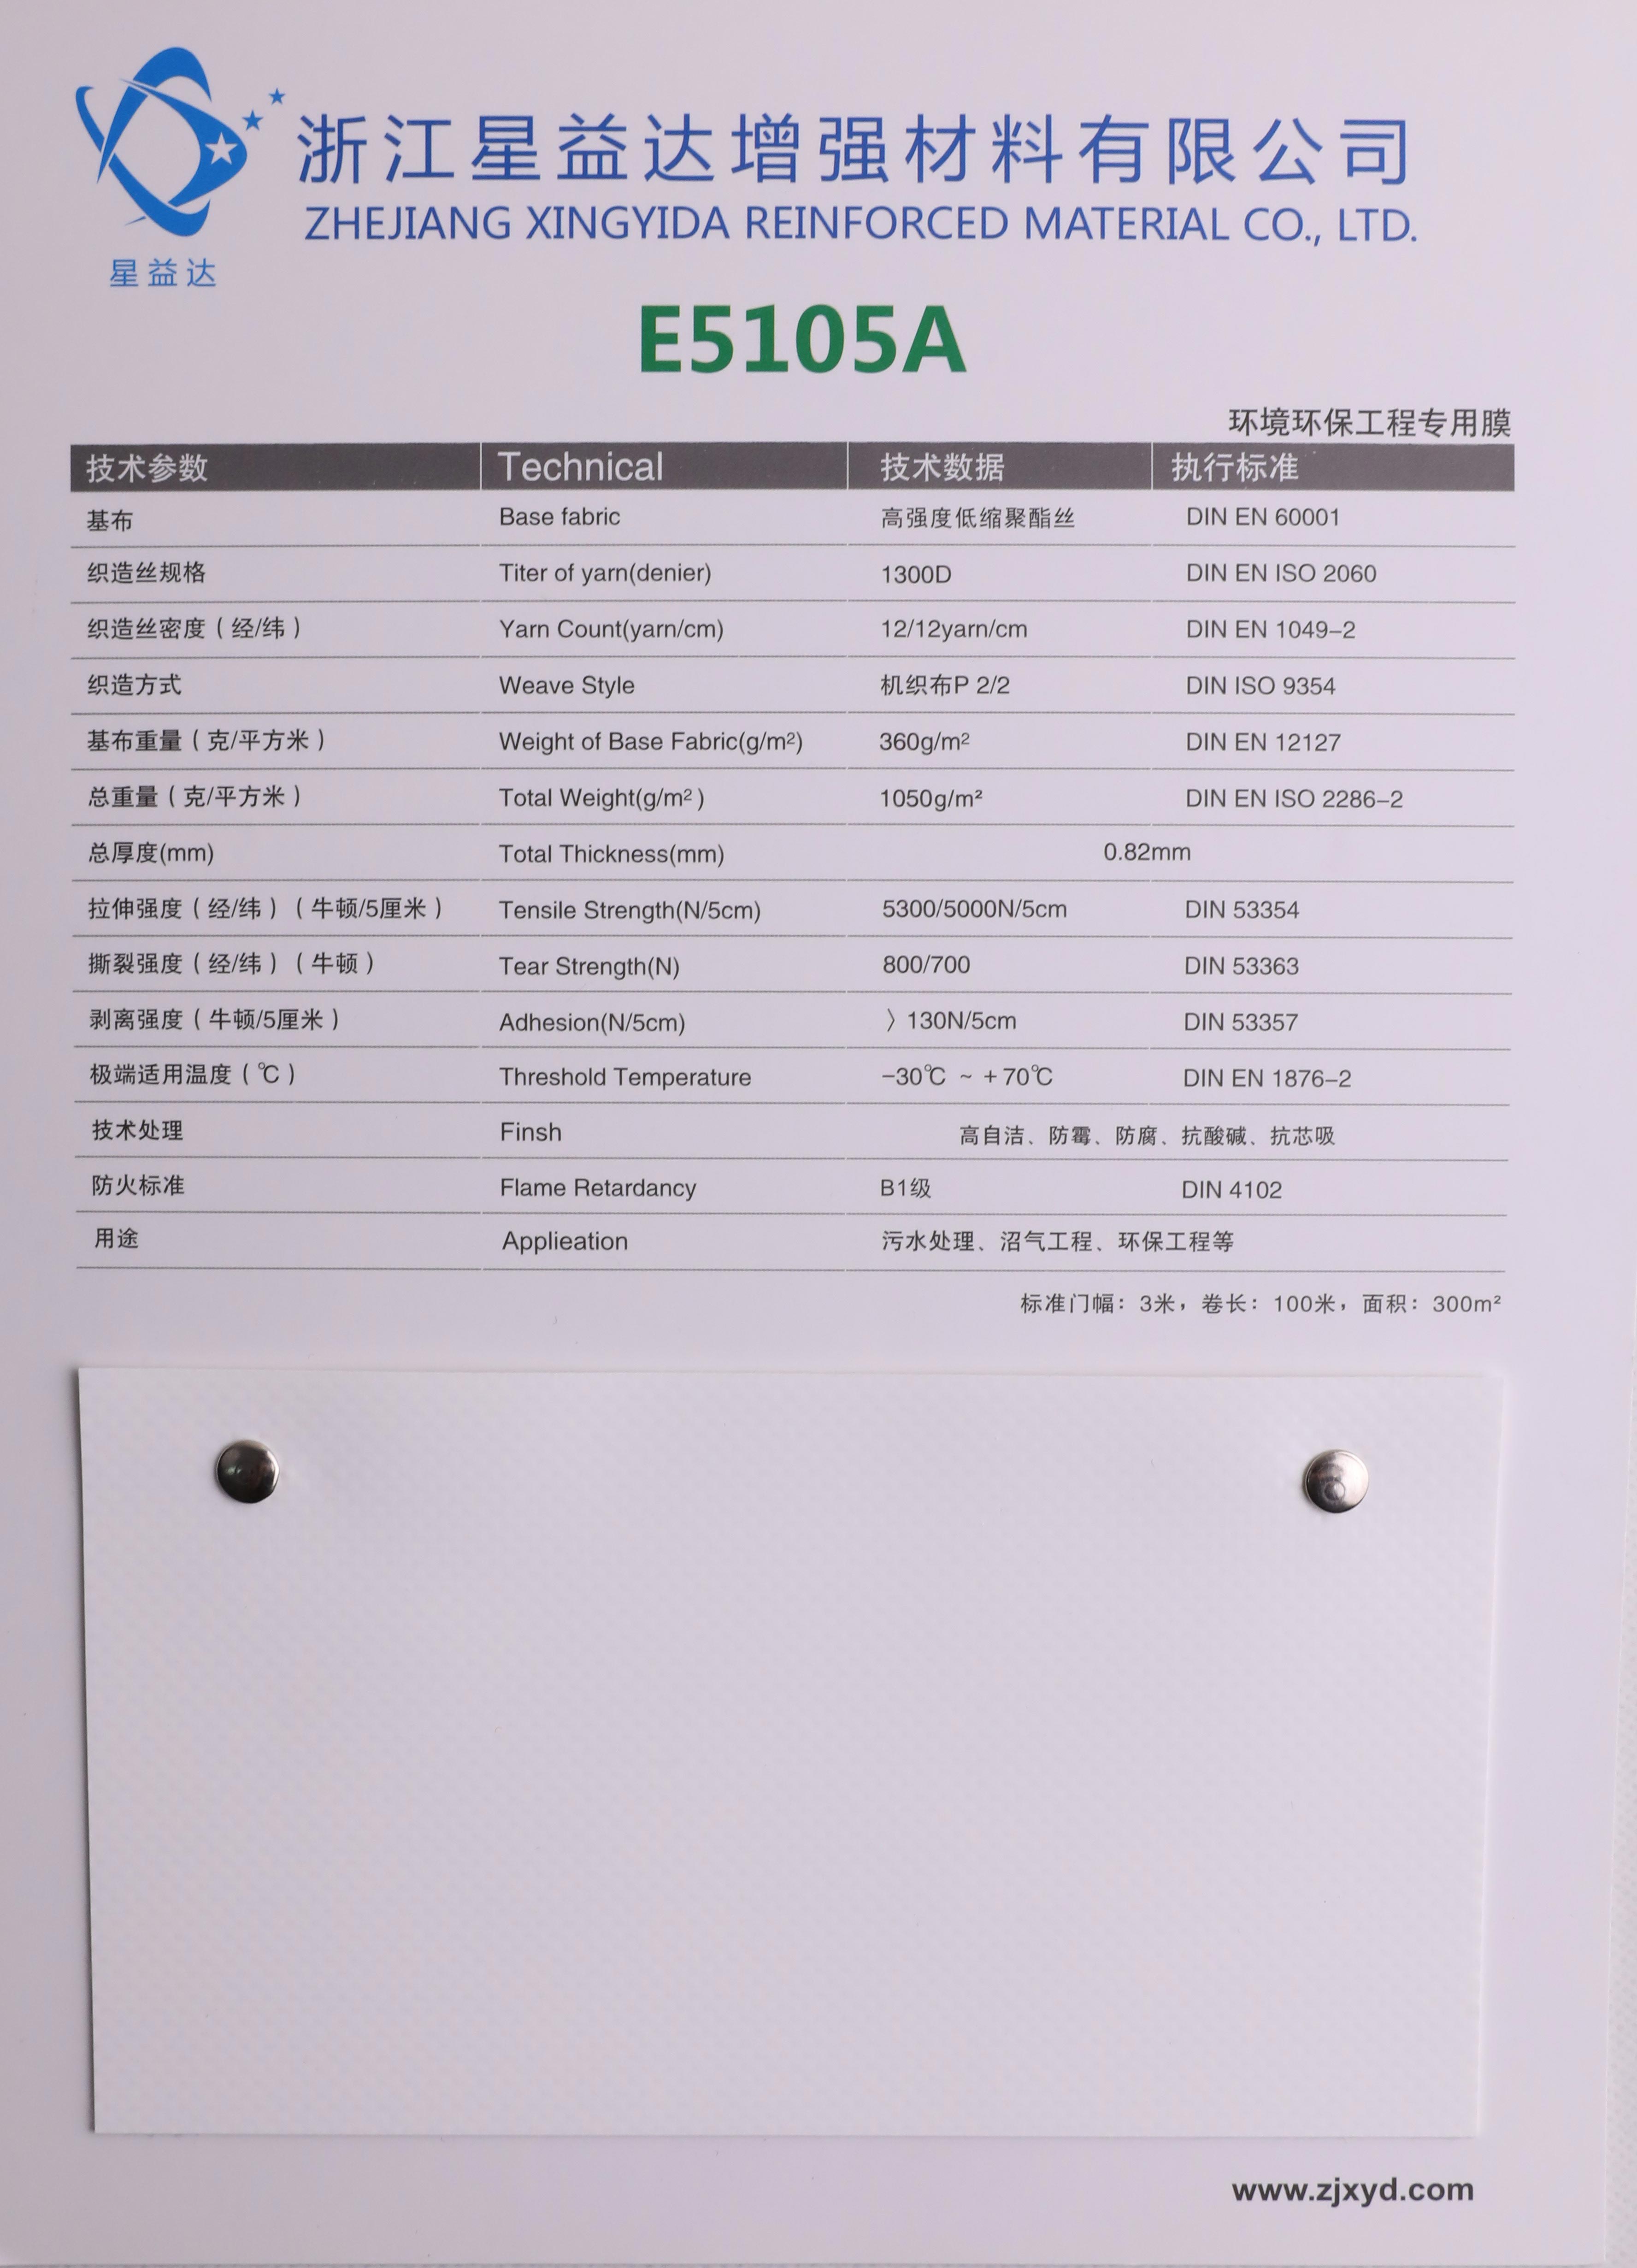 浙江星益达增强材料有限公司
ZHEJIANG XINGYIDA REINFORCED MATERIAL CO., LTD.
星益达
E5105A
环境环保工程专用膜
技术参数 Technical 技术数据 执行标准
基布 Base fabric 高强度低缩聚酯丝 DIN EN 60001
织造丝规格 Titer of yarn(denier) 1300D DIN EN ISO 2060
织造丝密度（经/纬） Yarn Count(yarn/cm) 12/12yarn/cm DIN EN 1049–2
织造方式 Weave Style 机织布P 2/2 DIN ISO 9354
基布重量（克/平方米） Weight of Base Fabric(g/m²) 360g/m² DIN EN 12127
总重量（克/平方米） Total Weight(g/m²) 1050g/m² DIN EN ISO 2286–2
总厚度(mm) Total Thickness(mm) 0.82mm
拉伸强度（经/纬）（牛顿/5厘米） Tensile Strength(N/5cm) 5300/5000N/5cm DIN 53354
撕裂强度（经/纬）（牛顿） Tear Strength(N) 800/700 DIN 53363
剥离强度（牛顿/5厘米） Adhesion(N/5cm) 〉130N/5cm DIN 53357
极端适用温度（℃） Threshold Temperature –30℃ ~ +70℃ DIN EN 1876–2
技术处理 Finsh 高自洁、防霉、防腐、抗酸碱、抗芯吸
防火标准 Flame Retardancy B1级 DIN 4102
用途 Applieation 污水处理、沼气工程、环保工程等
标准门幅：3米，卷长：100米，面积：300m²
www.zjxyd.com